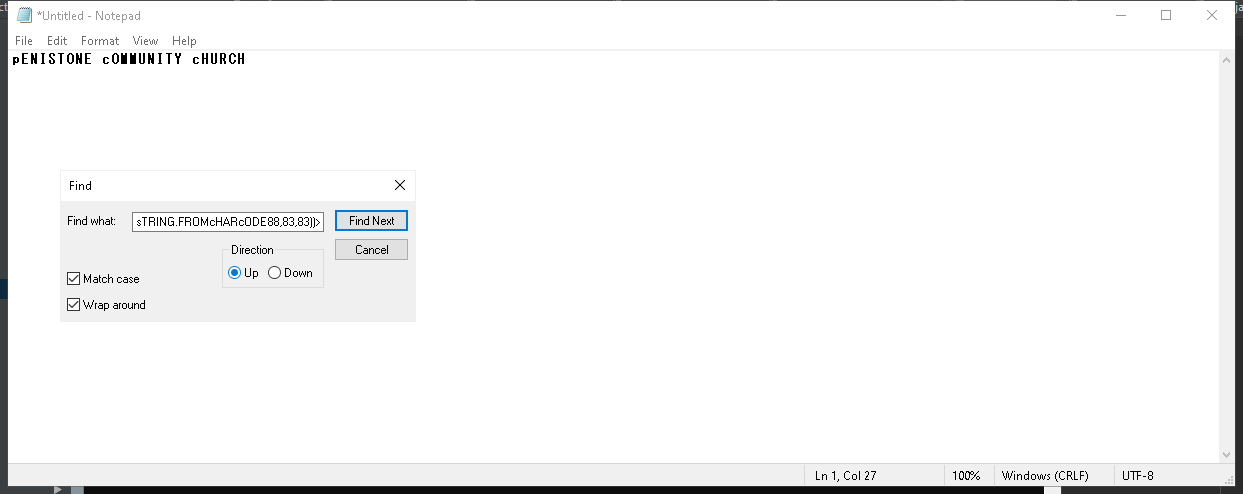 *Untitled - Notepad
File Edit Format View Help
pENISTONE cOMMUNITY cHURCH
Find
Find what: sTRING.FROMcHARcODE88,83,83))> Find Next
Direction Cancel
Up Down
Match case
Wrap around
Ln 1, Col 27 100% Windows (CRLF) UTF-8